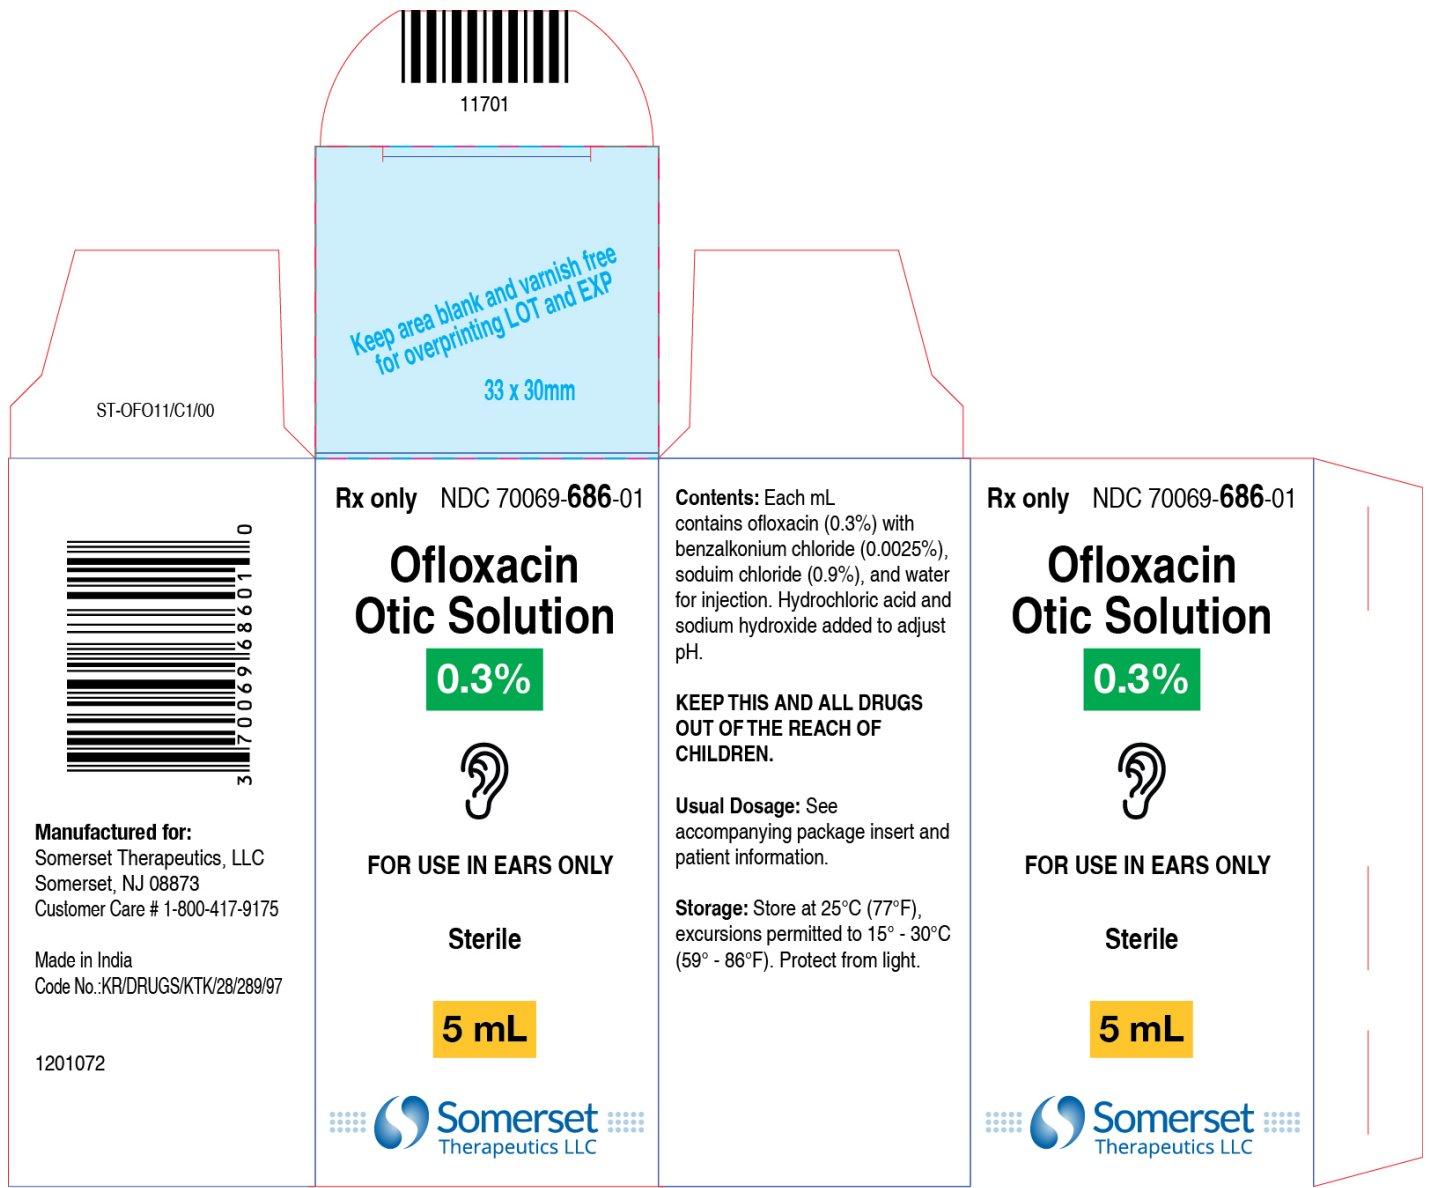 11701
Keep area blank and varnish free
for overprinting LOT and EXP
33 x 30mm
ST-OFO11/C1/00
3 70069 68601 0
Manufactured for:
Somerset Therapeutics, LLC
Somerset, NJ 08873
Customer Care # 1-800-417-9175
Made in India
Code No.:KR/DRUGS/KTK/28/289/97
1201072
Rx only NDC 70069-686-01
Ofloxacin
Otic Solution
0.3%
FOR USE IN EARS ONLY
Sterile
5 mL
Somerset
Therapeutics LLC
Contents: Each mL
contains ofloxacin (0.3%) with
benzalkonium chloride (0.0025%),
soduim chloride (0.9%), and water
for injection. Hydrochloric acid and
sodium hydroxide added to adjust
pH.
KEEP THIS AND ALL DRUGS
OUT OF THE REACH OF
CHILDREN.
Usual Dosage: See
accompanying package insert and
patient information.
Storage: Store at 25°C (77°F),
excursions permitted to 15° - 30°C
(59° - 86°F). Protect from light.
Rx only NDC 70069-686-01
Ofloxacin
Otic Solution
0.3%
FOR USE IN EARS ONLY
Sterile
5 mL
Somerset
Therapeutics LLC